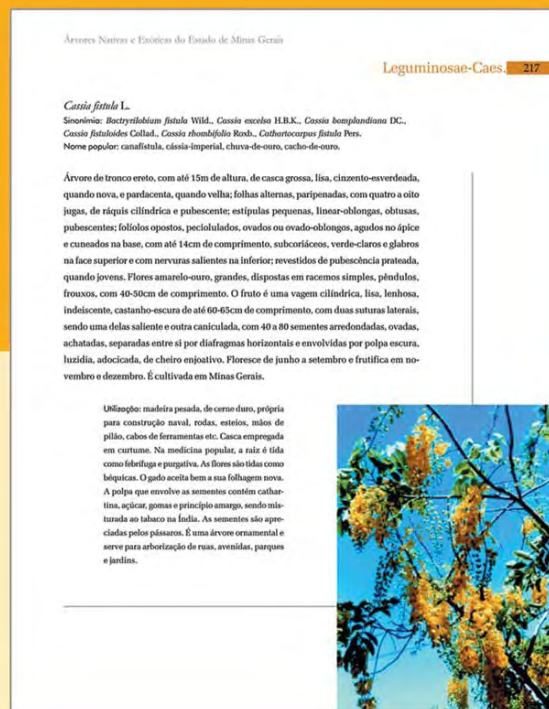 Árvores Nativas e Exóticas do Estado de Minas Gerais
Leguminosae-Caes. 217
Cassia fistula L.
Sinonímia: Bactryrilobium fistula Wild., Cassia excelsa H.B.K., Cassia bomplandiana DC.,
Cassia fistuloides Collad., Cassia rhombifolia Roxb., Cathartocarpus fistula Pers.
Nome popular: canafístula, cássia-imperial, chuva-de-ouro, cacho-de-ouro.
Árvore de tronco ereto, com até 15m de altura, de casca grossa, lisa, cinzento-esverdeada,
quando nova, e pardacenta, quando velha; folhas alternas, paripenadas, com quatro a oito
jugas, de ráquis cilíndrica e pubescente; estípulas pequenas, linear-oblongas, obtusas,
pubescentes; folíolos opostos, peciolulados, ovados ou ovado-oblongos, agudos no ápice
e cuneados na base, com até 14cm de comprimento, subcoriáceos, verde-claros e glabros
na face superior e com nervuras salientes na inferior; revestidos de pubescência prateada,
quando jovens. Flores amarelo-ouro, grandes, dispostas em racemos simples, pêndulos,
frouxos, com 40-50cm de comprimento. O fruto é uma vagem cilíndrica, lisa, lenhosa,
indeiscente, castanho-escura de até 60-65cm de comprimento, com duas suturas laterais,
sendo uma delas saliente e outra caniculada, com 40 a 80 sementes arredondadas, ovadas,
achatadas, separadas entre si por diafragmas horizontais e envolvidas por polpa escura,
luzidia, adocicada, de cheiro enjoativo. Floresce de junho a setembro e frutifica em no-
vembro e dezembro. É cultivada em Minas Gerais.
Utilização: madeira pesada, de cerne duro, própria
para construção naval, rodas, esteios, mãos de
pilão, cabos de ferramentas etc. Casca empregada
em curtume. Na medicina popular, a raiz é tida
como febrífuga e purgativa. As flores são tidas como
béquicas. O gado aceita bem a sua folhagem nova.
A polpa que envolve as sementes contém cathar-
tina, açúcar, gomas e princípio amargo, sendo mis-
turada ao tabaco na Índia. As sementes são apre-
ciadas pelos pássaros. É uma árvore ornamental e
serve para arborização de ruas, avenidas, parques
e jardins.